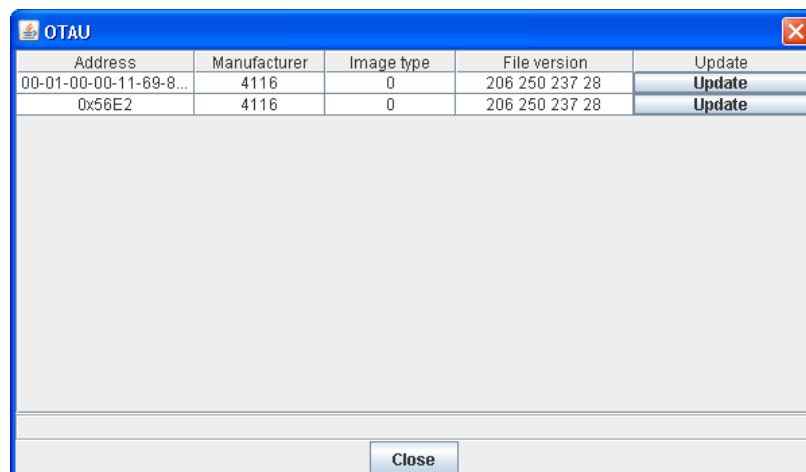 OTAU
Address Manufacturer Image type File version Update
00-01-00-00-11-69-8... 4116 0 206 250 237 28 Update
0x56E2 4116 0 206 250 237 28 Update
Close